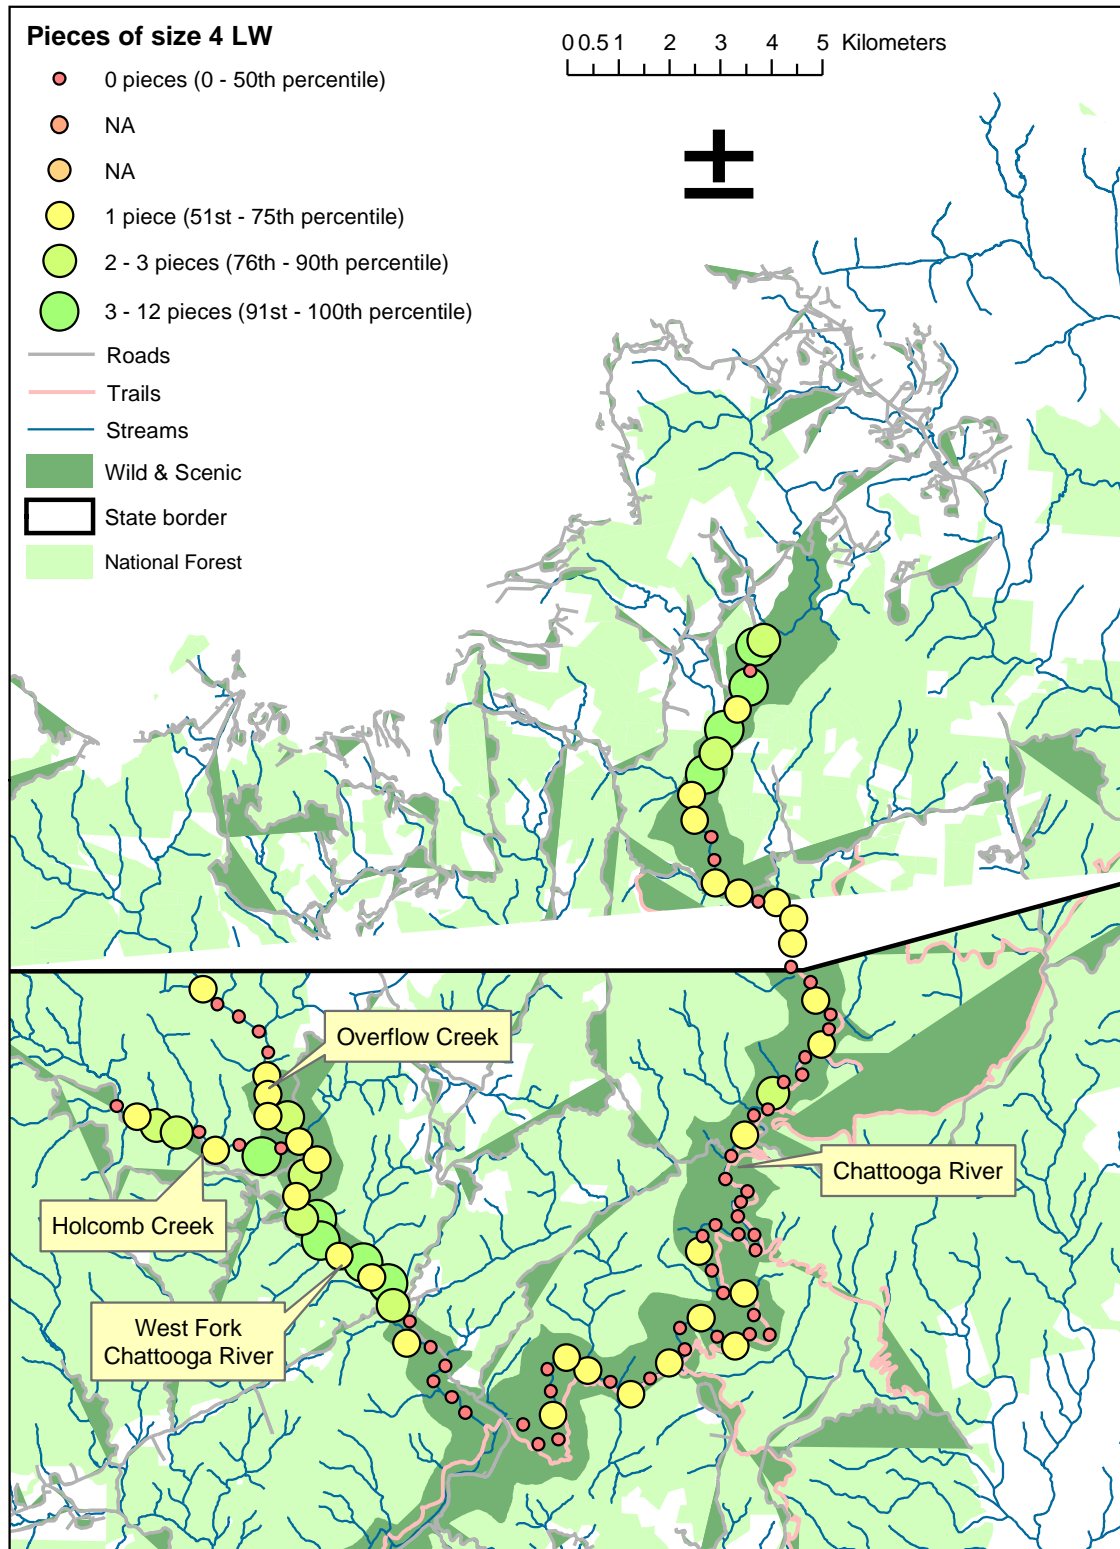 Pieces of size 4 LW
0 pieces (0 - 50th percentile)
NA
NA
1 piece (51st - 75th percentile)
2 - 3 pieces (76th - 90th percentile)
3 - 12 pieces (91st - 100th percentile)
Roads
Trails
Streams
Wild & Scenic
State border
National Forest
0 0.5 1 2 3 4 5 Kilometers
Overflow Creek
Chattooga River
Holcomb Creek
West Fork
Chattooga River